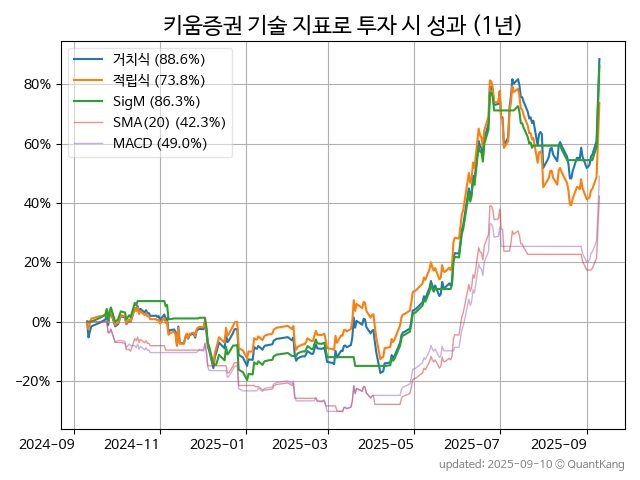 키움증권 기술 지표로 투자 시 성과 (1년)
거치식 (88.6%)
적립식 (73.8%)
SigM (86.3%)
SMA(20) (42.3%)
MACD (49.0%)
80%
60%
40%
20%
0%
−20%
2024-09
2024-11
2025-01
2025-03
2025-05
2025-07
2025-09
updated: 2025-09-10 © QuantKang